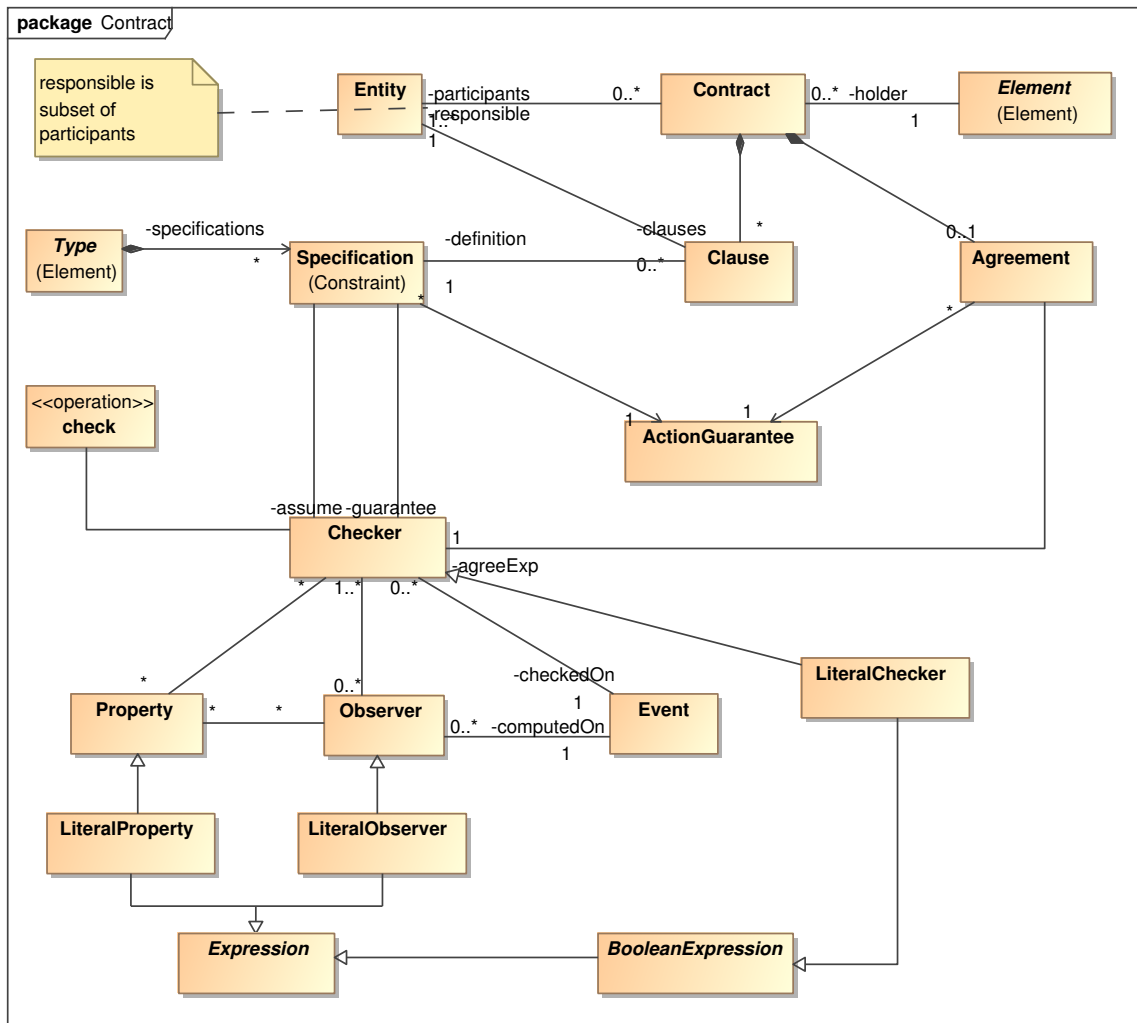 package Contract
responsible is
subset of
participants
Entity
-participants
1..*
-responsible
1
0..*
Contract
0..*
-holder
1
Element
(Element)
Type
(Element)
-specifications
*
Specification
(Constraint)
-definition
1
-clauses
0..*
*
Clause
0..1
Agreement
*
*
1
1
ActionGuarantee
<<operation>>
check
-assume
-guarantee
Checker
1
-agreeExp
*
1..*
0..*
*
0..*
-checkedOn
1
LiteralChecker
Property
*
*
Observer
0..*
-computedOn
1
Event
LiteralProperty
LiteralObserver
Expression
BooleanExpression